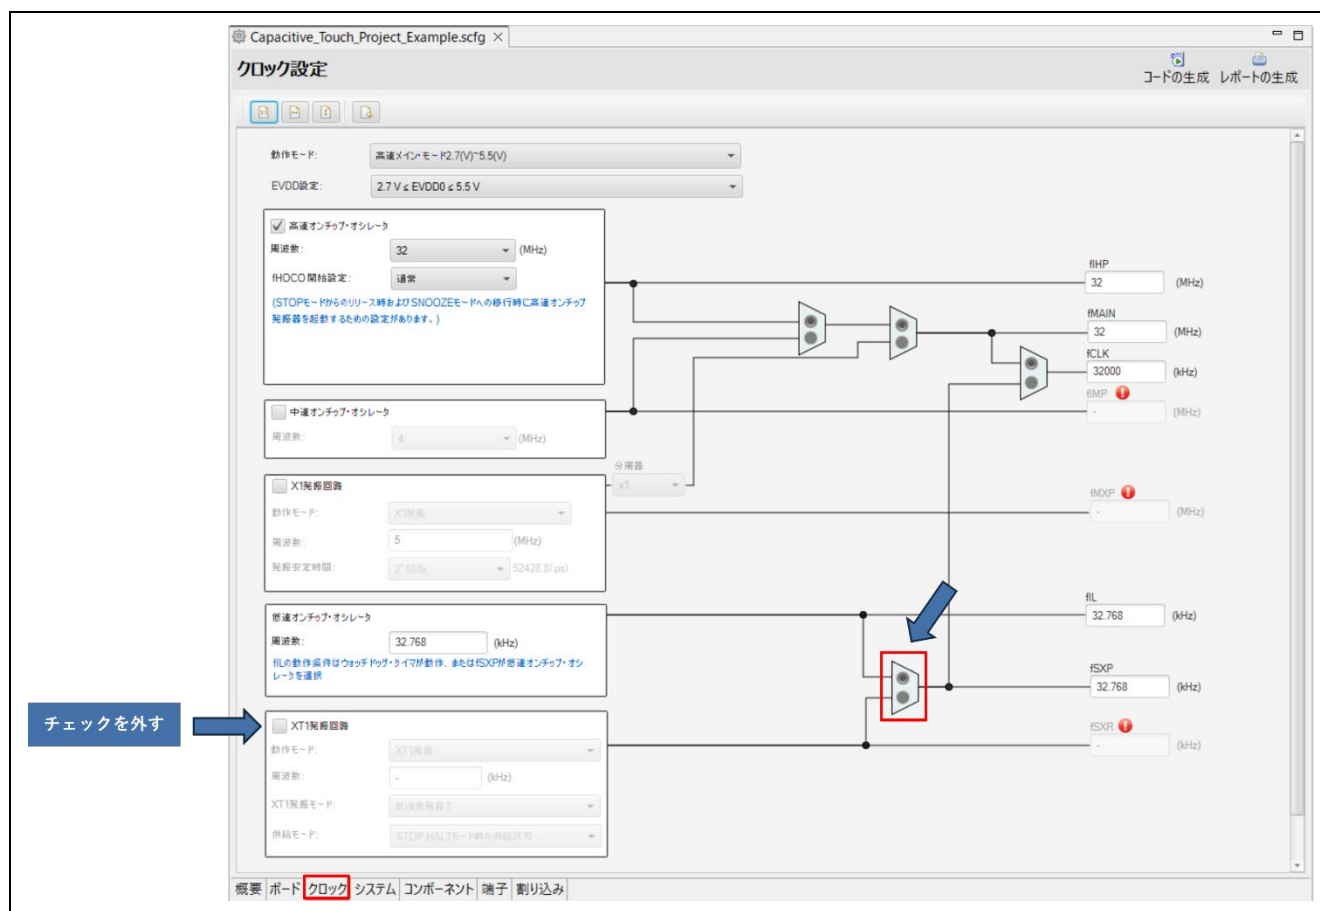 Capacitive_Touch_Project_Example.scfg
クロック設定
コードの生成 レポートの生成
動作モード: 高速メイン・モード2.7(V)~5.5(V)
EVDD設定: 2.7 V ≤ EVDD0 ≤ 5.5 V
高速オンチップ・オシレータ
周波数: 32 (MHz)
fHOCO開始設定: 通常
(STOPモードからのリリース時およびSNOOZEモードへの移行時に高速オンチップ
発振器を起動するための設定があります。)
fIHP
32 (MHz)
fMAIN
32 (MHz)
fCLK
32000 (kHz)
fIMP
- (MHz)
中速オンチップ・オシレータ
周波数: 4 (MHz)
分周器
x1
X1発振回路
動作モード: X1発振
周波数: 5 (MHz)
発振安定時間: 2^18/fx 52428.8(μs)
fMXP
- (MHz)
低速オンチップ・オシレータ
周波数: 32.768 (kHz)
fILの動作条件はウォッチドッグ・タイマが動作、またはfSXPが低速オンチップ・オシ
レータを選択
fIL
32.768 (kHz)
fSXP
32.768 (kHz)
fSXR
- (kHz)
チェックを外す
XT1発振回路
動作モード: XT1発振
周波数: - (kHz)
XT1発振モード: 低消費発振1
供給モード: STOP,HALTモード時の供給許可
概要 ボード クロック システム コンポーネント 端子 割り込み